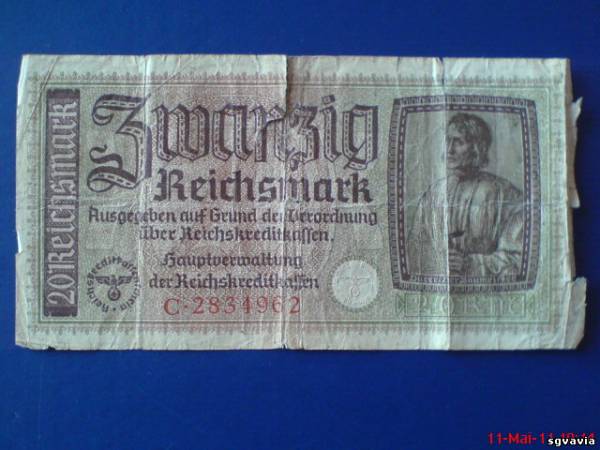 20 Reichsmark
Zwanzig
Reichsmark
Ausgegeben auf Grund der Verordnung
über Reichskreditkassen.
Hauptverwaltung
der Reichskreditkassen
C·2834962
Reichskreditkassenschein
11-Mai-11
sgvavia